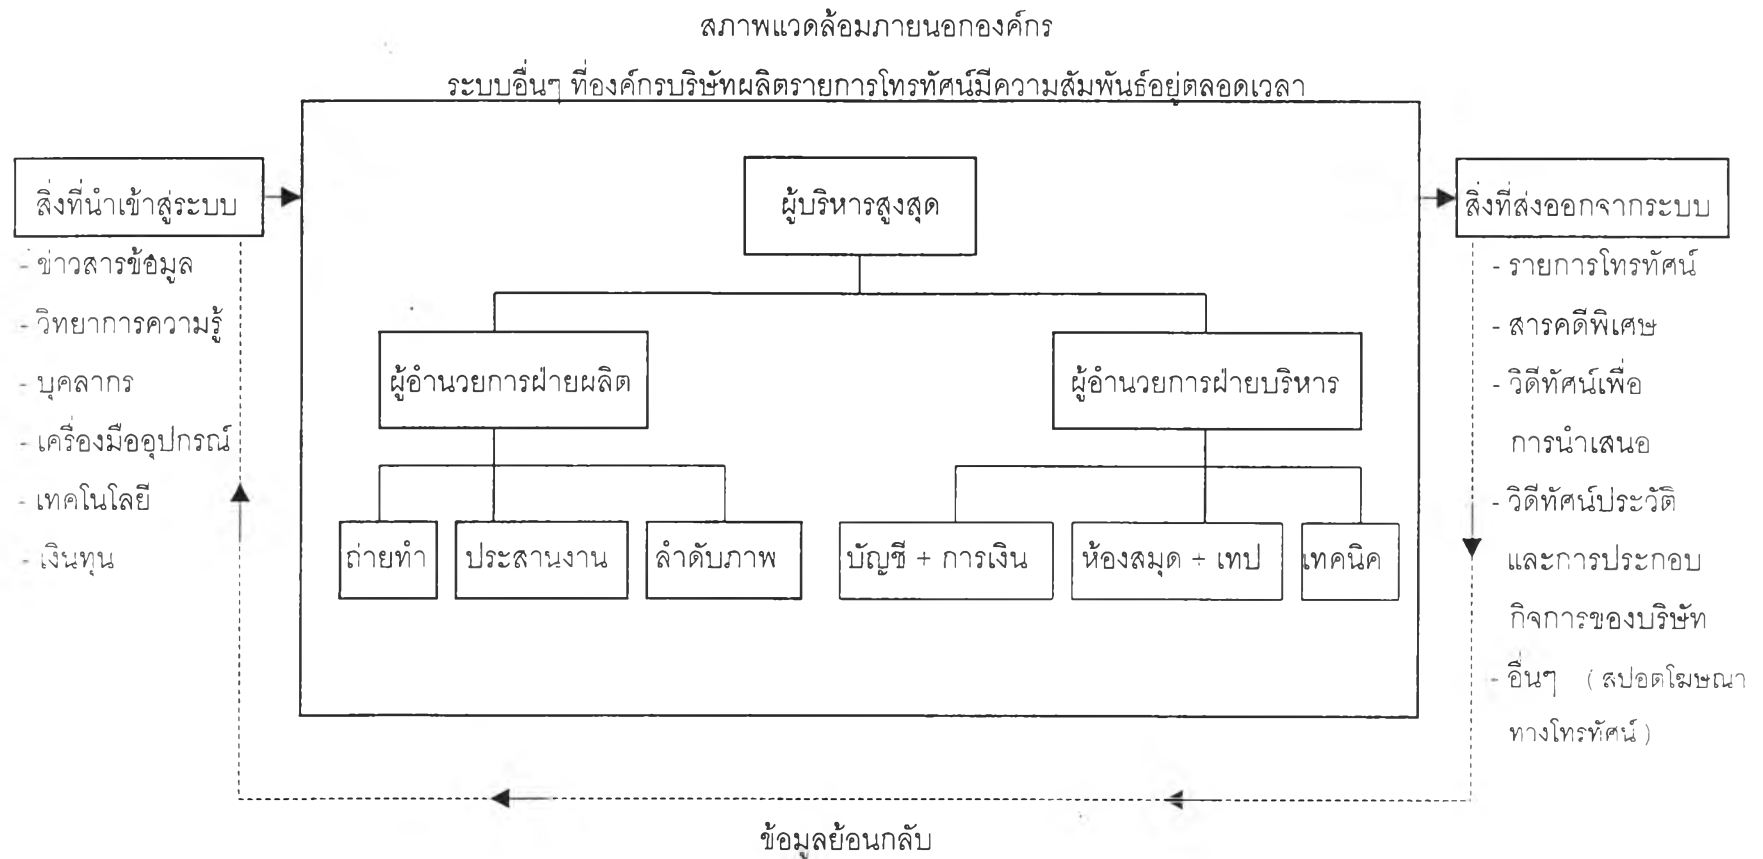 สภาพแวดล้อมภายนอกองค์กร
ระบบอื่นๆ ที่องค์กรบริษัทผลิตรายการโทรทัศน์มีความสัมพันธ์อยู่ตลอดเวลา
สิ่งที่นำเข้าสู่ระบบ
- ข่าวสารข้อมูล
- วิทยาการความรู้
- บุคลากร
- เครื่องมืออุปกรณ์
- เทคโนโลยี
- เงินทุน
ผู้บริหารสูงสุด
ผู้อำนวยการฝ่ายผลิต
ผู้อำนวยการฝ่ายบริหาร
ถ่ายทำ
ประสานงาน
ลำดับภาพ
บัญชี + การเงิน
ห้องสมุด + เทป
เทคนิค
สิ่งที่ส่งออกจากระบบ
- รายการโทรทัศน์
- สารคดีพิเศษ
- วิดีทัศน์เพื่อ
การนำเสนอ
- วิดีทัศน์ประวัติ
และการประกอบ
กิจการของบริษัท
- อื่นๆ (สปอตโฆษณา
ทางโทรทัศน์)
ข้อมูลย้อนกลับ